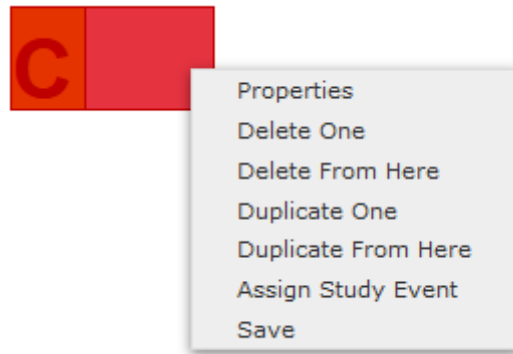 C
Properties
Delete One
Delete From Here
Duplicate One
Duplicate From Here
Assign Study Event
Save